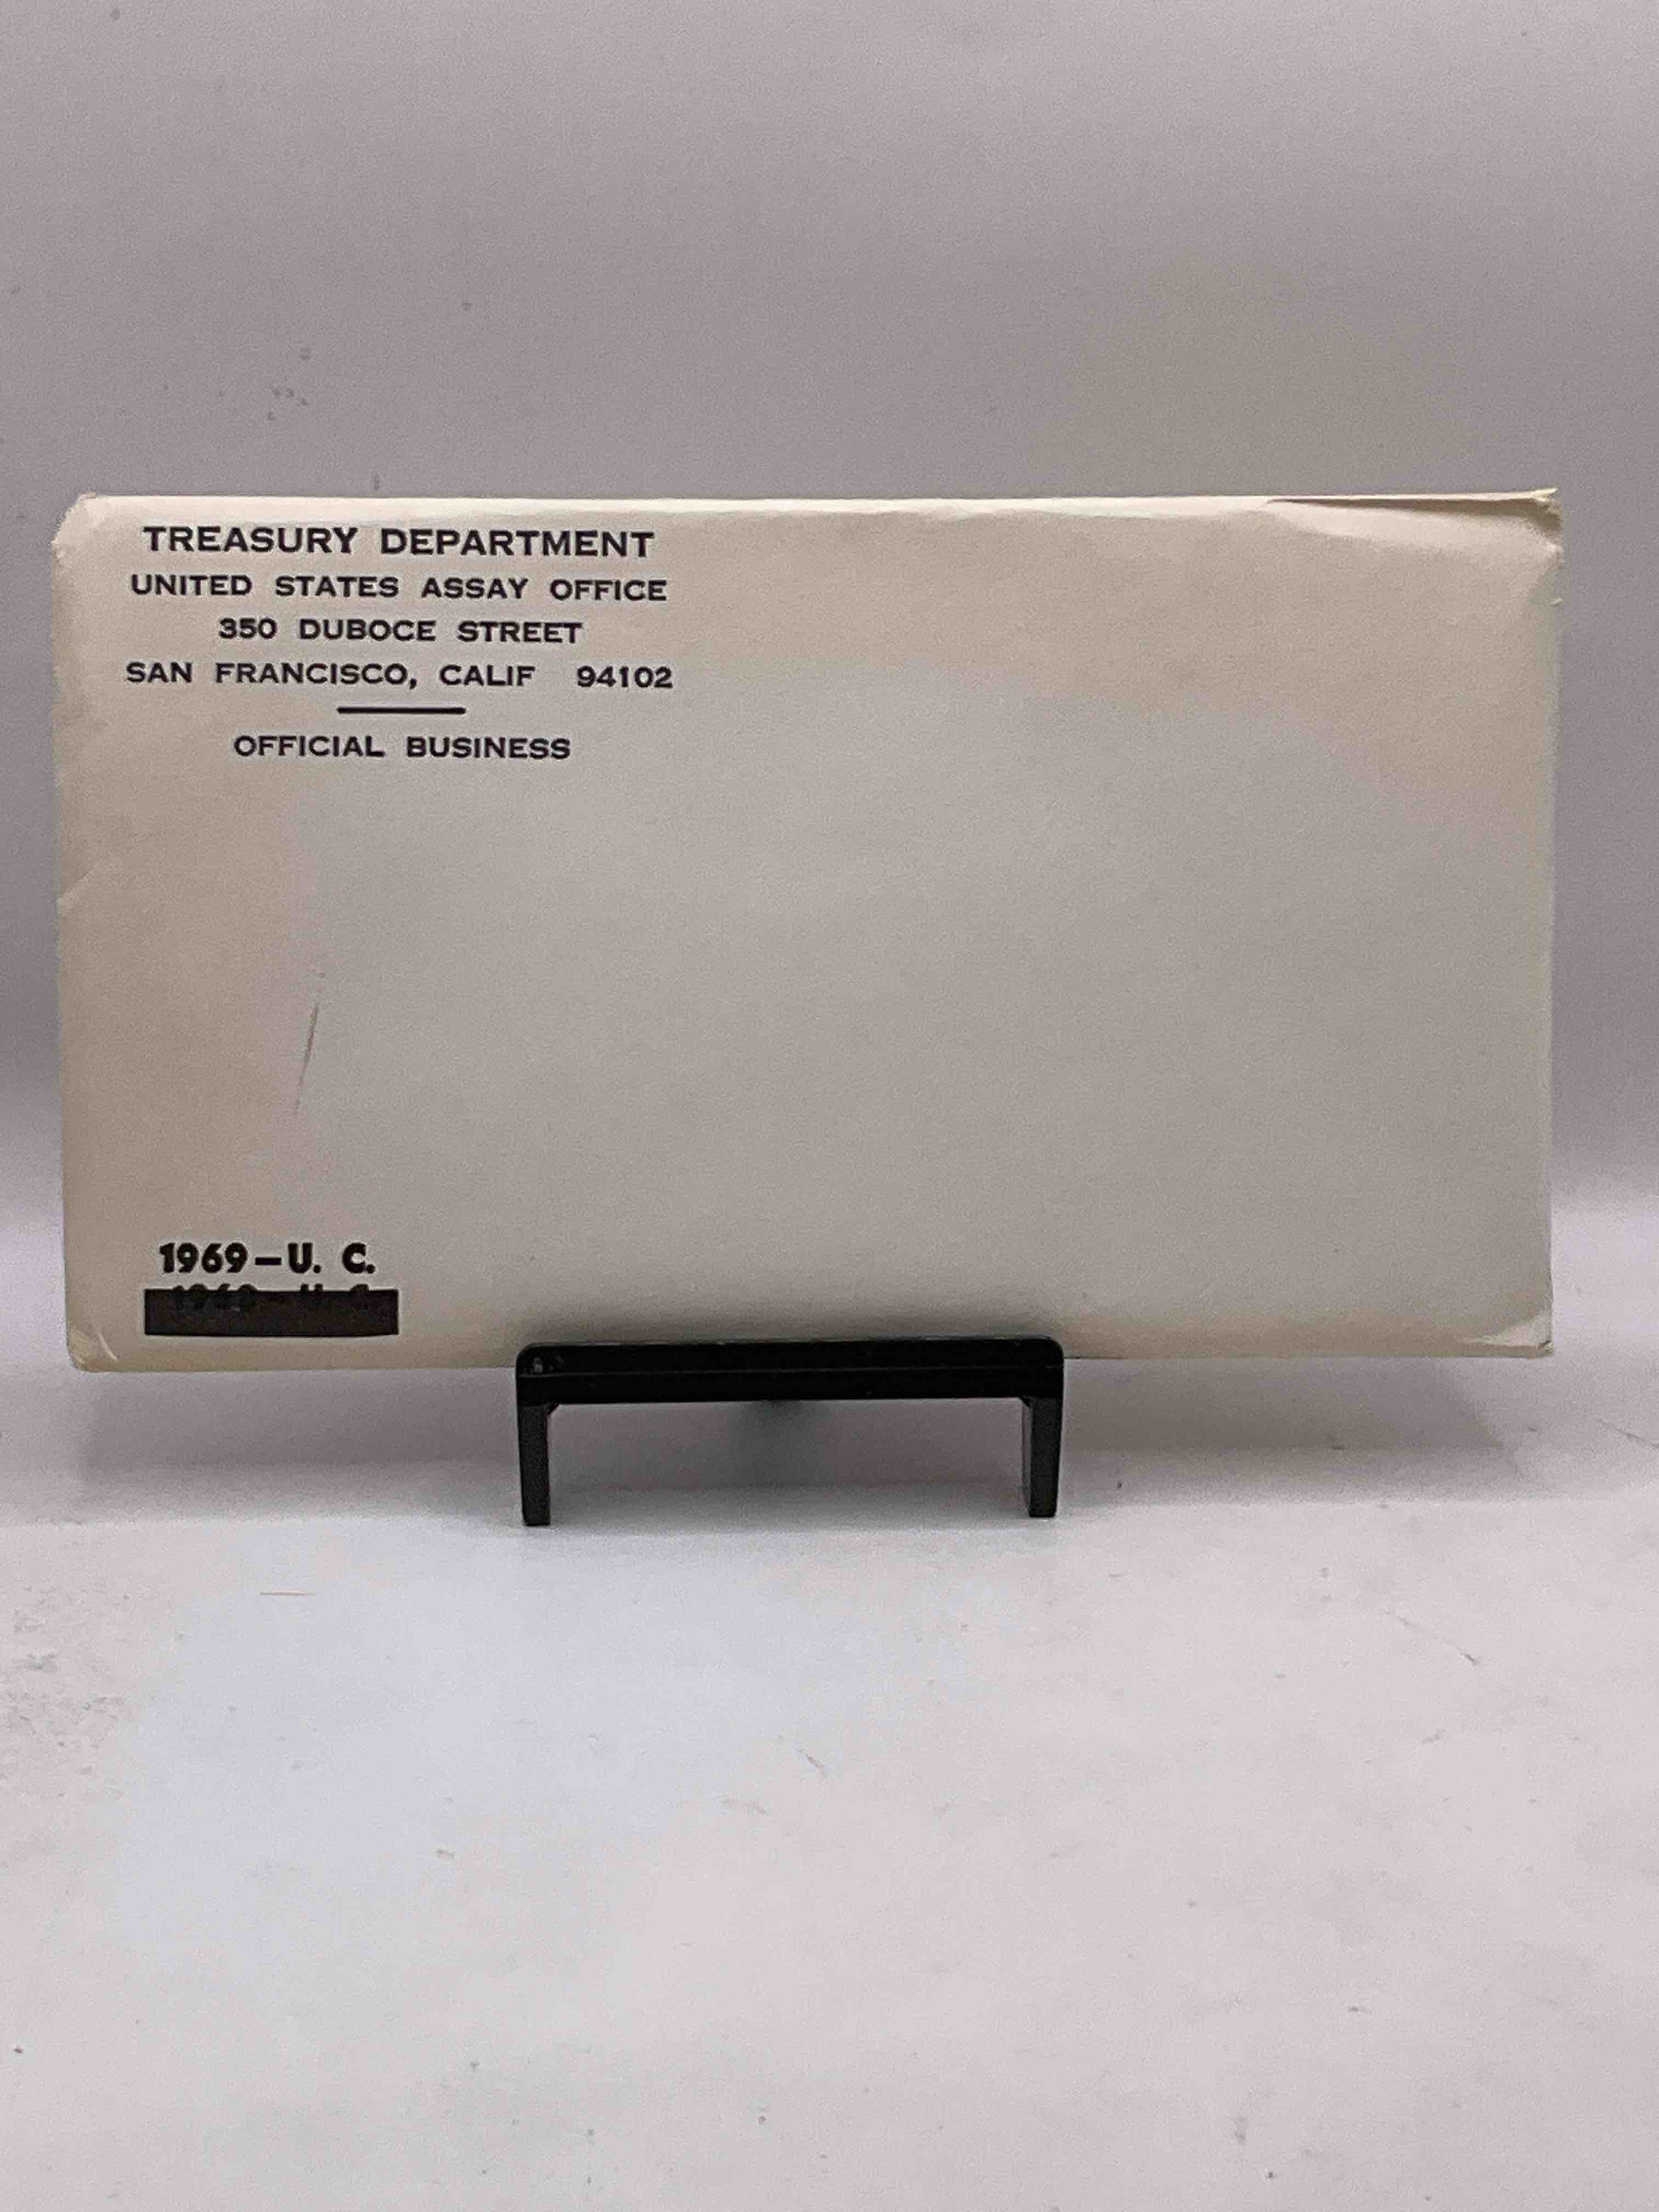 TREASURY DEPARTMENT
UNITED STATES ASSAY OFFICE
350 DUBOCE STREET
SAN FRANCISCO, CALIF 94102
OFFICIAL BUSINESS
1969–U. C.